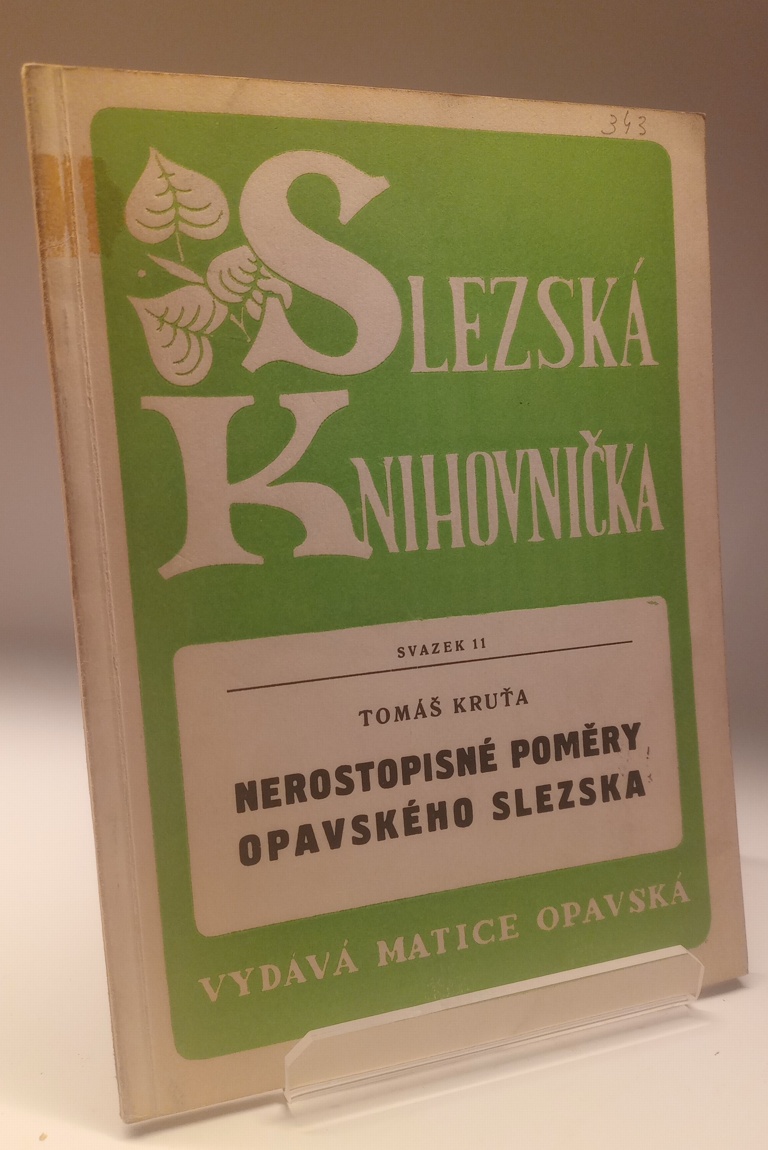 343
SLEZSKÁ
KNIHOVNIČKA
SVAZEK 11
TOMÁŠ KRUŤA
NEROSTOPISNÉ POMĚRY
OPAVSKÉHO SLEZSKA
VYDÁVÁ MATICE OPAVSKÁ